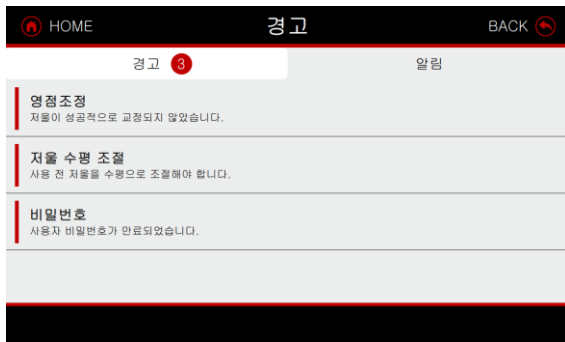 HOME
경고
BACK
경고 3
알림
영점조정
저울이 성공적으로 교정되지 않았습니다.
저울 수평 조절
사용 전 저울을 수평으로 조절해야 합니다.
비밀번호
사용자 비밀번호가 만료되었습니다.